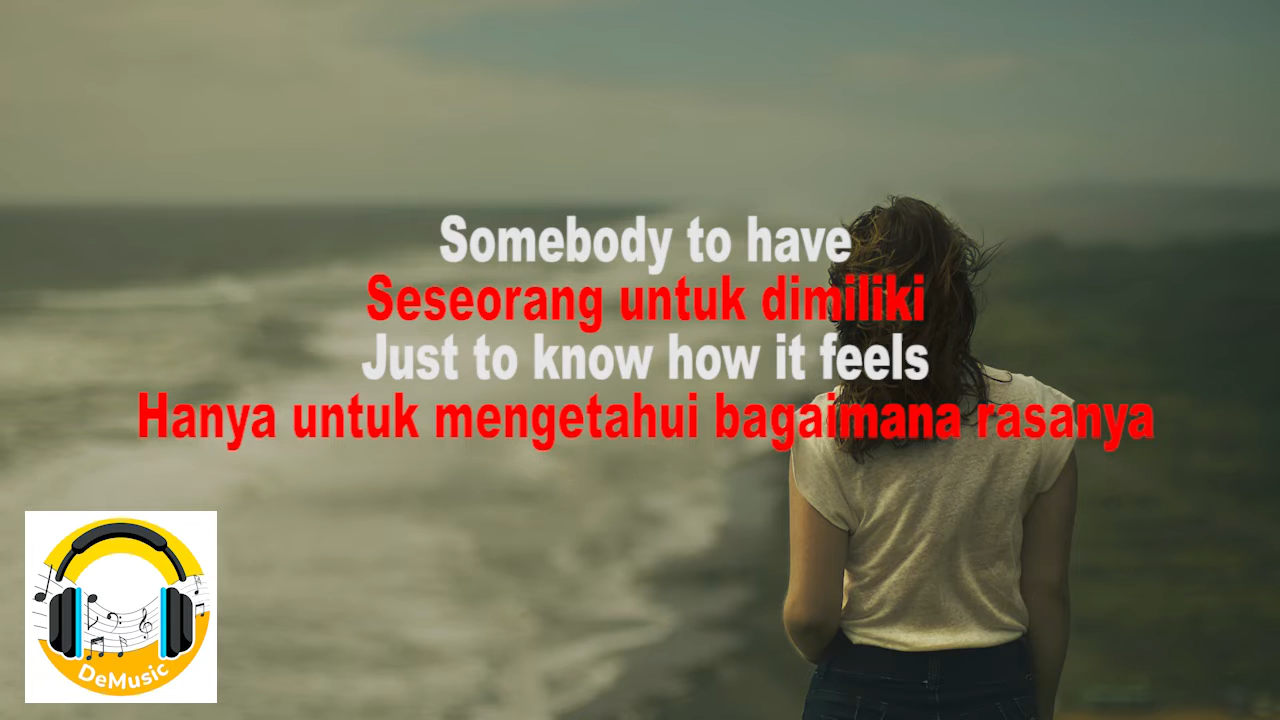 Somebody to have
Seseorang untuk dimiliki
Just to know how it feels
Hanya untuk mengetahui bagaimana rasanya
DeMusic